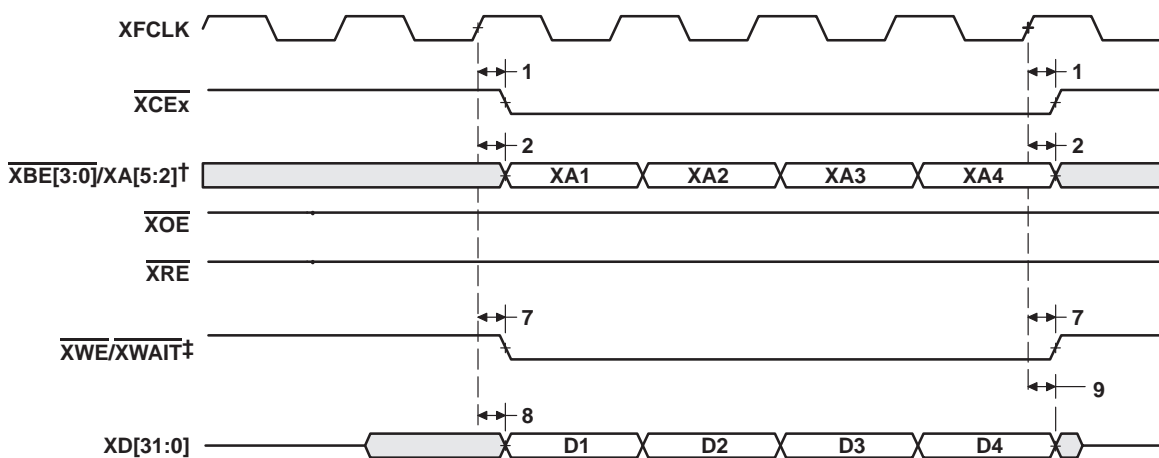 XFCLK
1 1
XCEx
2 2
XBE[3:0]/XA[5:2]† XA1 XA2 XA3 XA4
XOE
XRE
7 7
XWE/XWAIT‡
9
8
XD[31:0] D1 D2 D3 D4